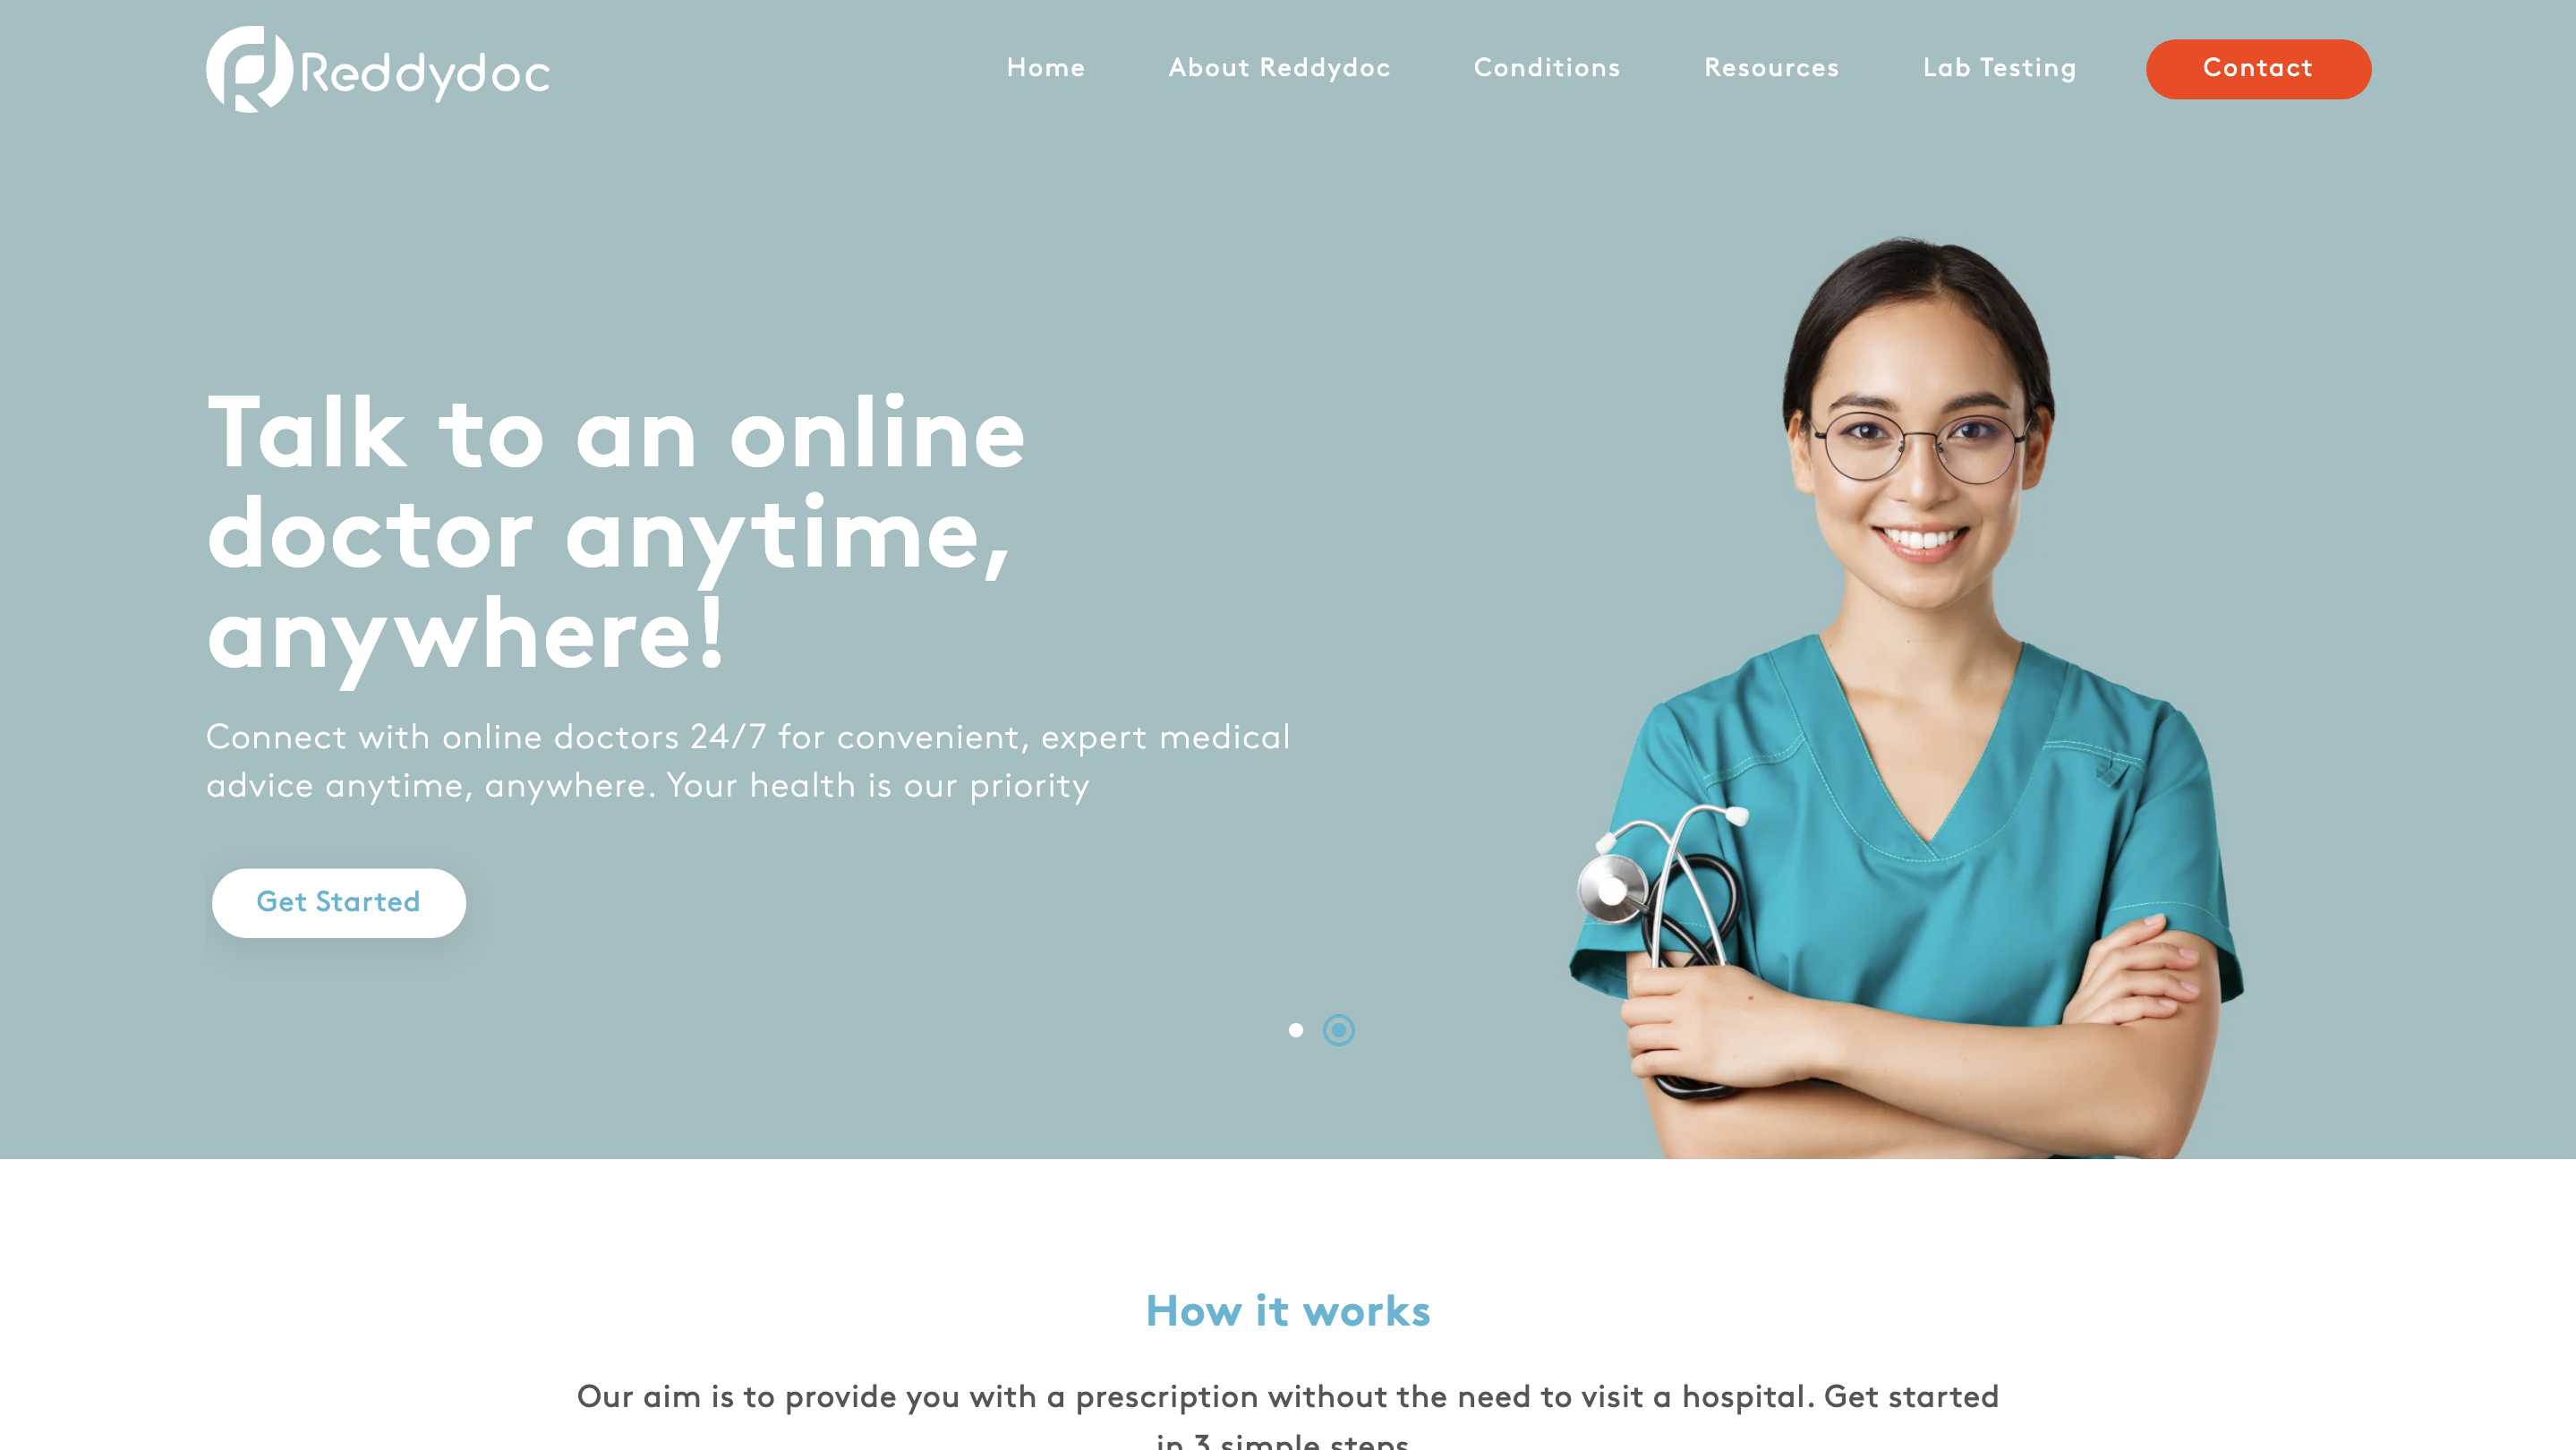 Reddydoc
Home
About Reddydoc
Conditions
Resources
Lab Testing
Contact
Talk to an online
doctor anytime,
anywhere!
Connect with online doctors 24/7 for convenient, expert medical
advice anytime, anywhere. Your health is our priority
Get Started
How it works
Our aim is to provide you with a prescription without the need to visit a hospital. Get started
in 3 simple steps